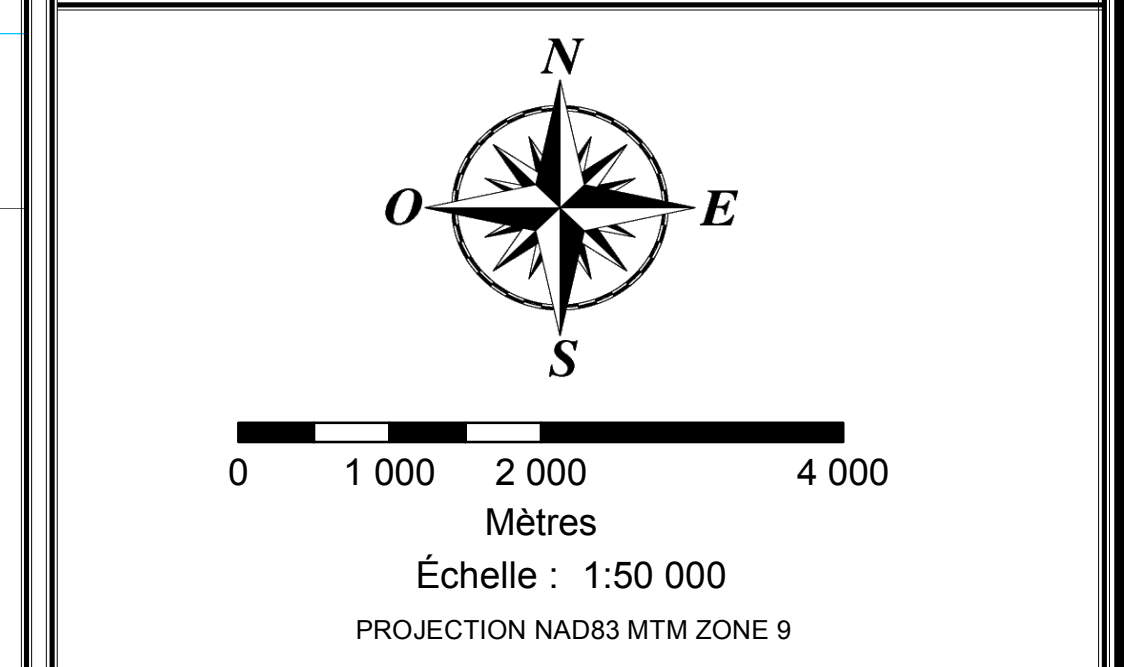 N
O E
S
0 1 000 2 000 4 000
Mètres
Échelle : 1:50 000
PROJECTION NAD83 MTM ZONE 9